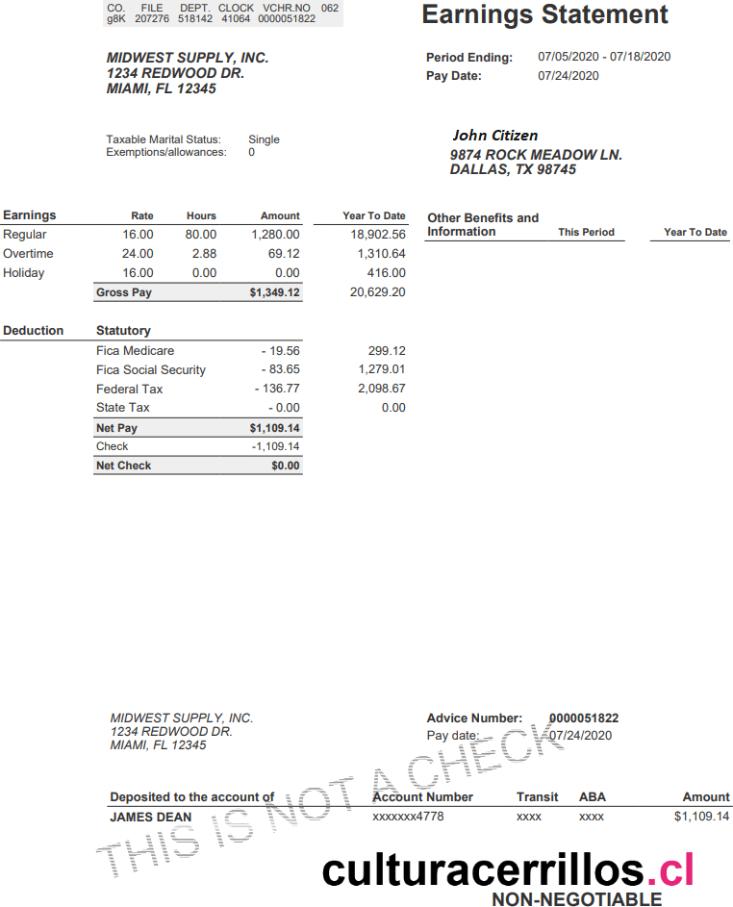 CO. FILE DEPT. CLOCK VCHR.NO 062
g8K 207276 518142 41064 0000051822
Earnings Statement
MIDWEST SUPPLY, INC.
1234 REDWOOD DR.
MIAMI, FL 12345
Period Ending: 07/05/2020 - 07/18/2020
Pay Date: 07/24/2020
Taxable Marital Status: Single
Exemptions/allowances: 0
John Citizen
9874 ROCK MEADOW LN.
DALLAS, TX 98745
Earnings Rate Hours Amount Year To Date
Regular 16.00 80.00 1,280.00 18,902.56
Overtime 24.00 2.88 69.12 1,310.64
Holiday 16.00 0.00 0.00 416.00
Gross Pay $1,349.12 20,629.20
Other Benefits and
Information This Period Year To Date
Deduction Statutory
Fica Medicare - 19.56 299.12
Fica Social Security - 83.65 1,279.01
Federal Tax - 136.77 2,098.67
State Tax - 0.00 0.00
Net Pay $1,109.14
Check -1,109.14
Net Check $0.00
MIDWEST SUPPLY, INC.
1234 REDWOOD DR.
MIAMI, FL 12345
Advice Number: 0000051822
Pay date: 07/24/2020
THIS IS NOT A CHECK
Deposited to the account of Account Number Transit ABA Amount
JAMES DEAN xxxxxxx4778 xxxx xxxx $1,109.14
culturacerrillos.cl
NON-NEGOTIABLE